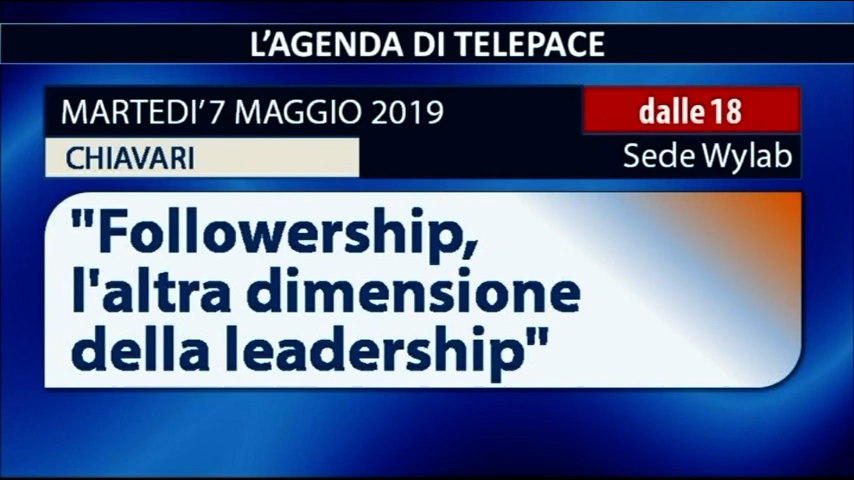 L'AGENDA DI TELEPACE
MARTEDI' 7 MAGGIO 2019
dalle 18
CHIAVARI
Sede Wylab
"Followership,
l'altra dimensione
della leadership"